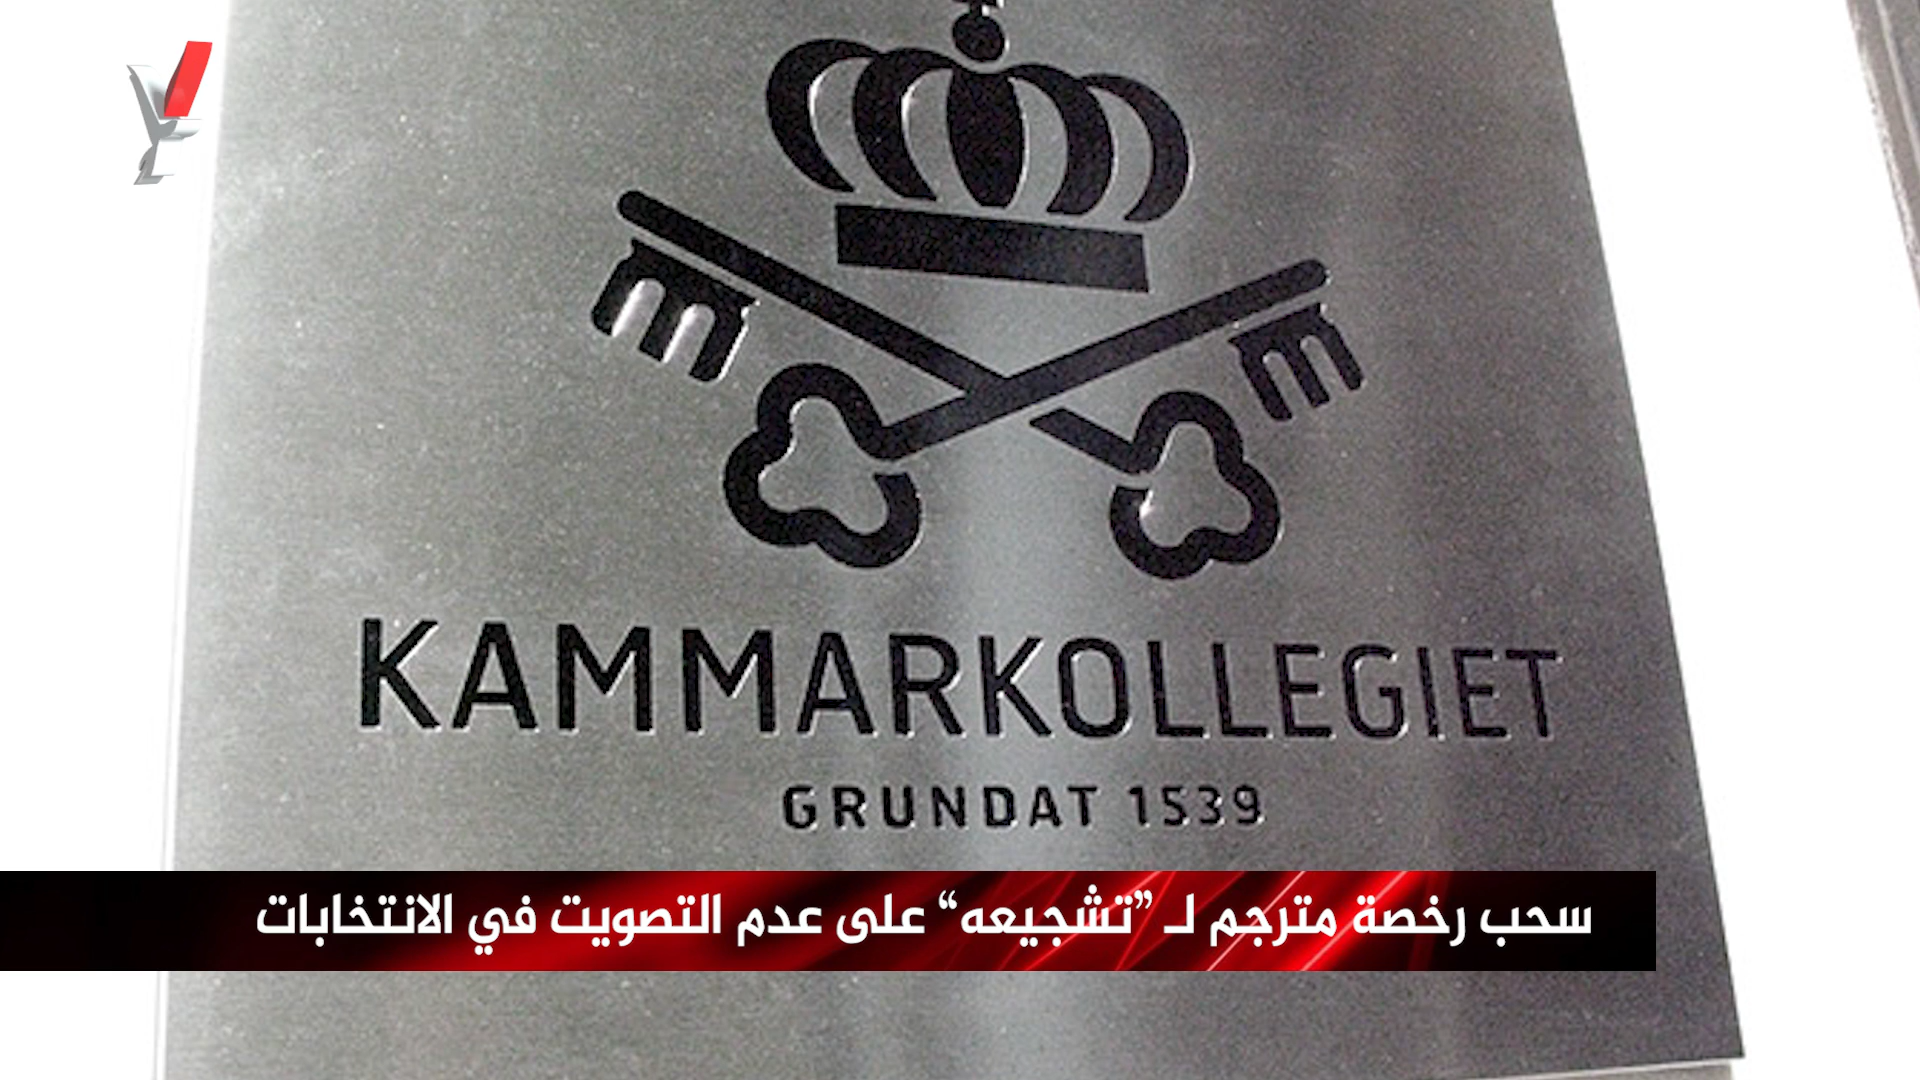 KAMMARKOLLEGIET
GRUNDAT 1539
سحب رخصة مترجم لـ ”تشجيعه“ على عدم التصويت في الانتخابات